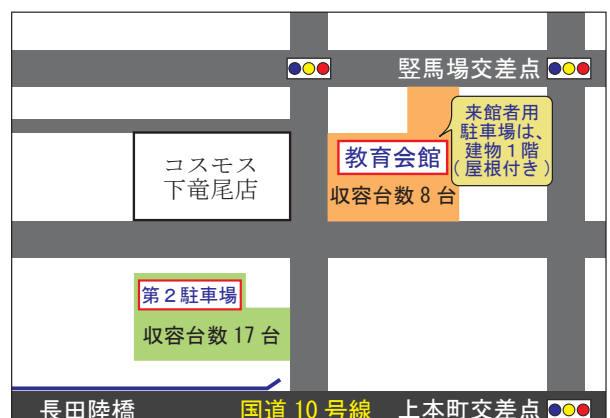 竪馬場交差点
来館者用
駐車場は、
建物1階
(屋根付き)
コスモス
下竜尾店
教育会館
収容台数8台
第2駐車場
収容台数17台
長田陸橋
国道10号線
上本町交差点